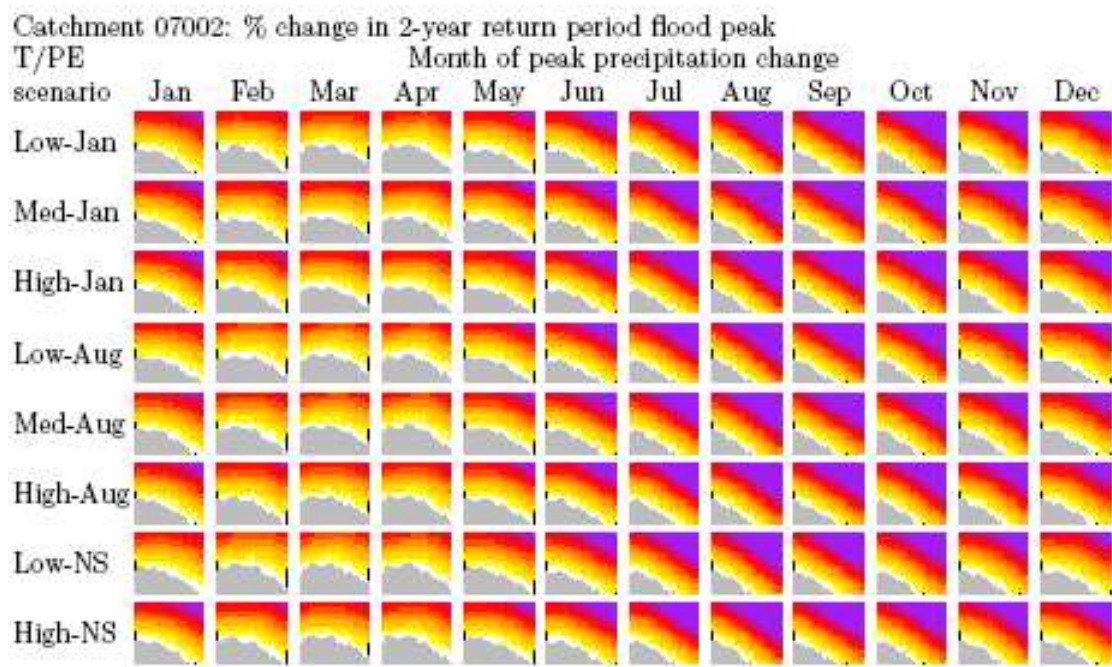 Catchment 07002: % change in 2-year return period flood peak
T/PE Month of peak precipitation change
scenario Jan Feb Mar Apr May Jun Jul Aug Sep Oct Nov Dec
Low-Jan
Med-Jan
High-Jan
Low-Aug
Med-Aug
High-Aug
Low-NS
High-NS